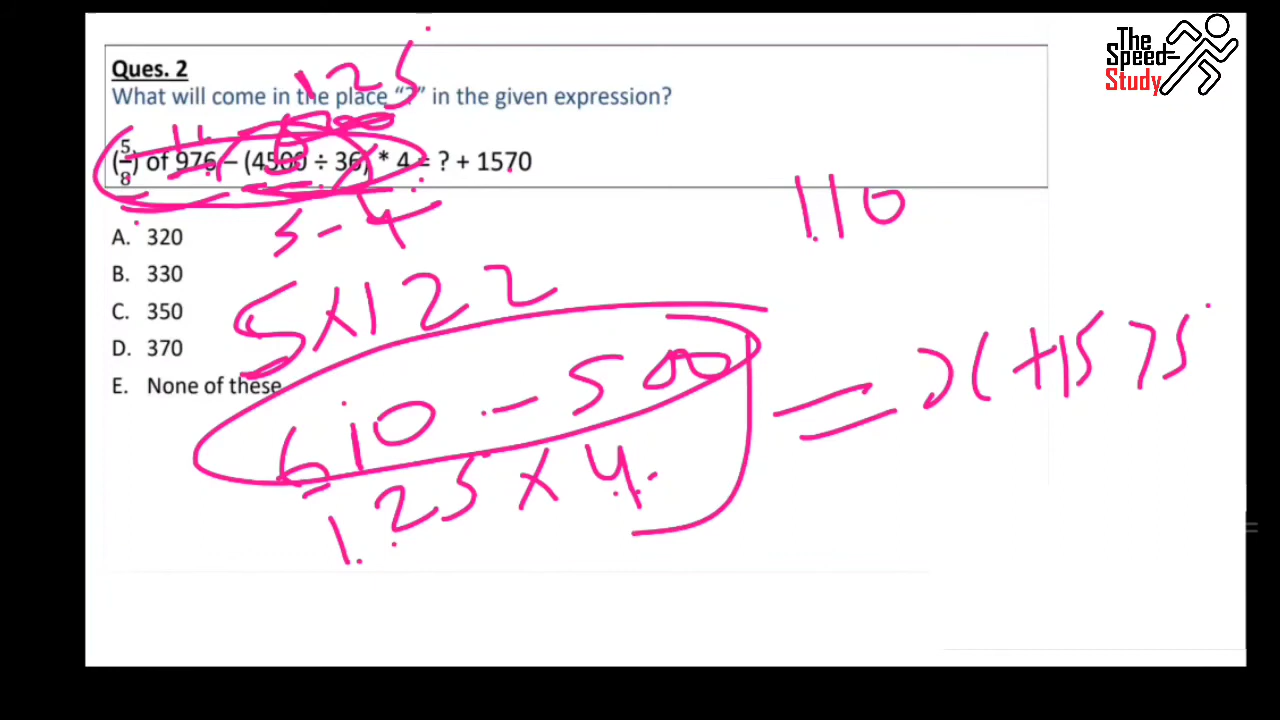 The
Speed
Study
Ques. 2
125
What will come in the place “?” in the given expression?
(5/8) of 976 – (4500 ÷ 36) * 4 = ? + 1570
5 - 4
110
A. 320
B. 330
5x122
C. 350
D. 370
x+1575
E. None of these
610 - 500 =
125 x 4